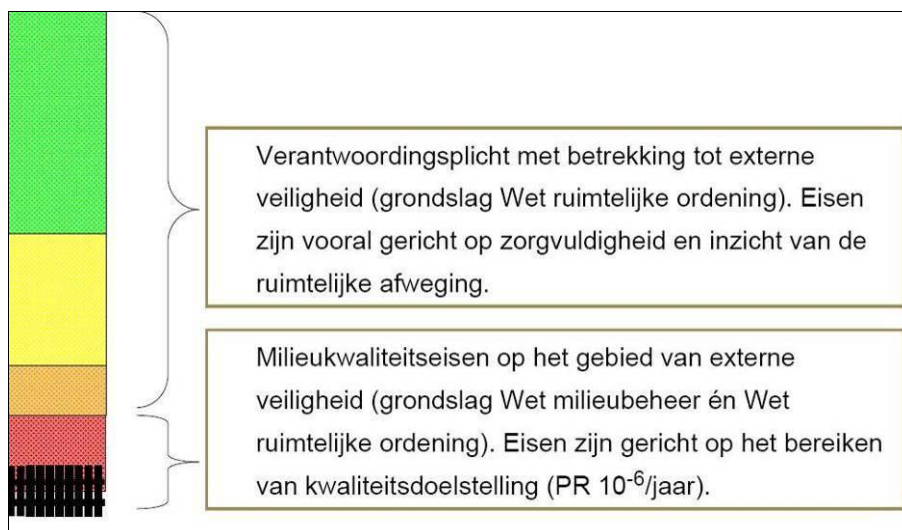 Verantwoordingsplicht met betrekking tot externe
veiligheid (grondslag Wet ruimtelijke ordening). Eisen
zijn vooral gericht op zorgvuldigheid en inzicht van de
ruimtelijke afweging.
Milieukwaliteitseisen op het gebied van externe
veiligheid (grondslag Wet milieubeheer én Wet
ruimtelijke ordening). Eisen zijn gericht op het bereiken
van kwaliteitsdoelstelling (PR 10⁻⁶/jaar).